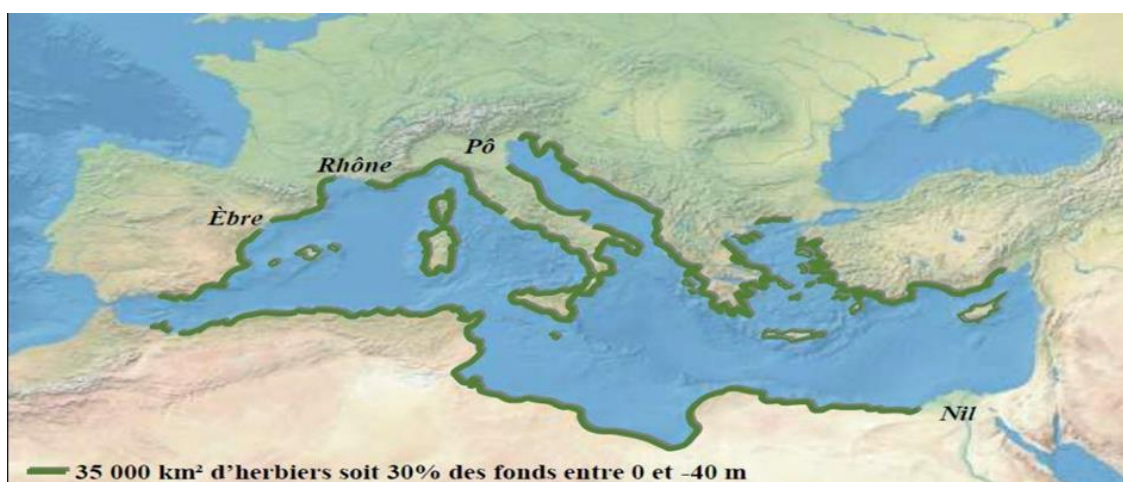 Pô
Rhône
Èbre
Nil
35 000 km² d’herbiers soit 30% des fonds entre 0 et -40 m